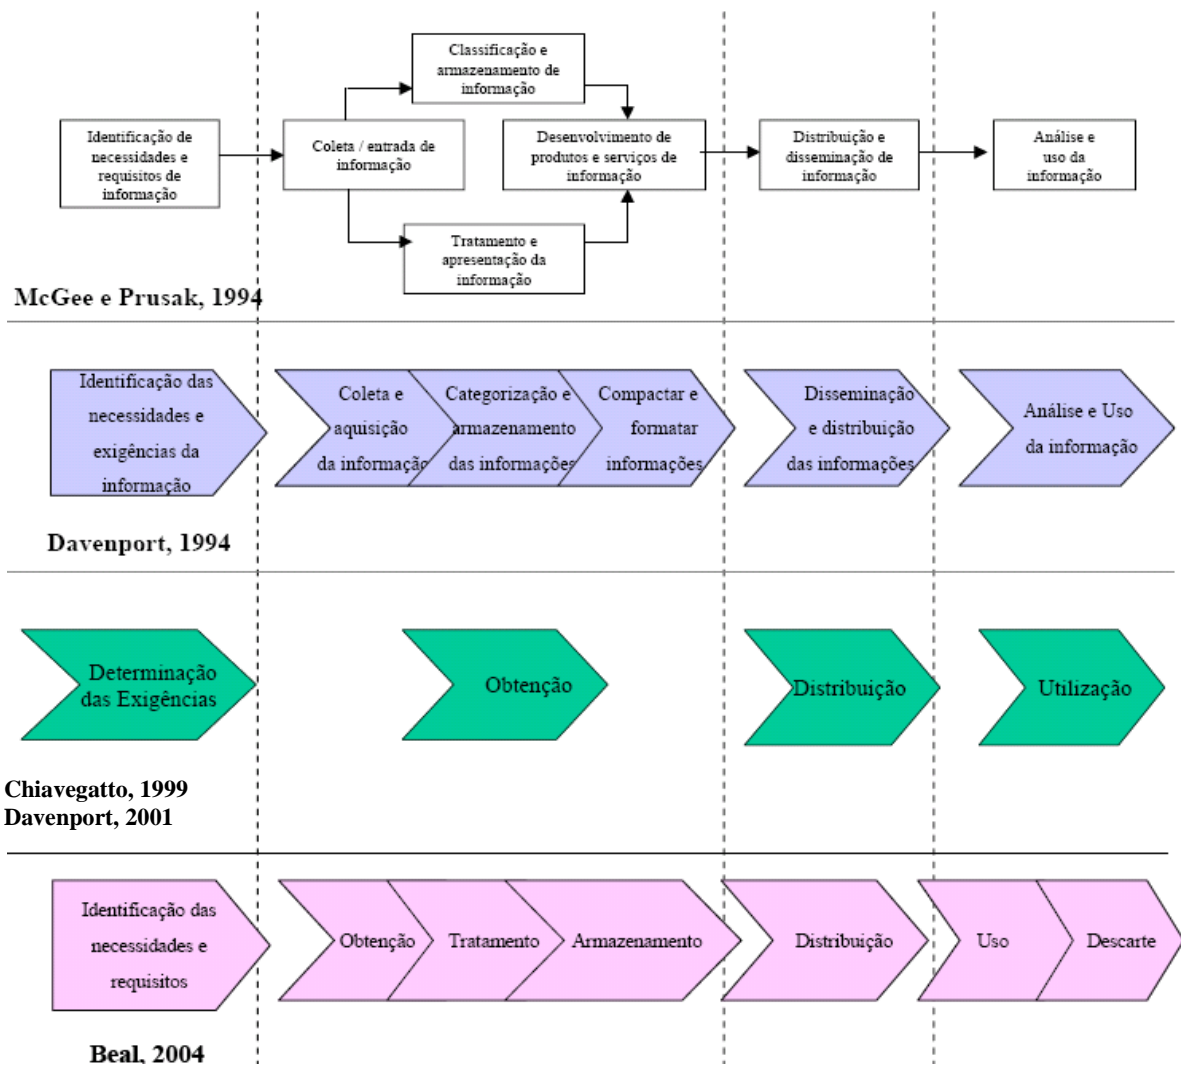 Identificação de
necessidades e
requisitos de
informação
Coleta / entrada de
informação
Classificação e
armazenamento de
informação
Tratamento e
apresentação da
informação
Desenvolvimento de
produtos e serviços de
informação
Distribuição e
disseminação de
informação
Análise e
uso da
informação
McGee e Prusak, 1994
Identificação das
necessidades e
exigências da
informação
Coleta e
aquisição
da informação
Categorização e
armazenamento
das informações
Compactar e
formatar
informações
Disseminação
e distribuição
das informações
Análise e Uso
da informação
Davenport, 1994
Determinação
das Exigências
Obtenção
Distribuição
Utilização
Chiavegatto, 1999
Davenport, 2001
Identificação das
necessidades e
requisitos
Obtenção
Tratamento
Armazenamento
Distribuição
Uso
Descarte
Beal, 2004